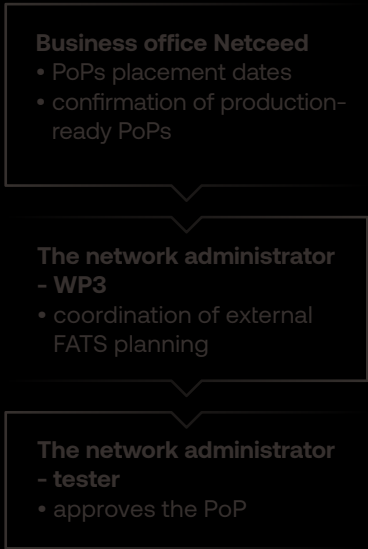 Business office Netceed
• PoPs placement dates
• confirmation of production-
ready PoPs
The network administrator
- WP3
• coordination of external
FATS planning
The network administrator
- tester
• approves the PoP